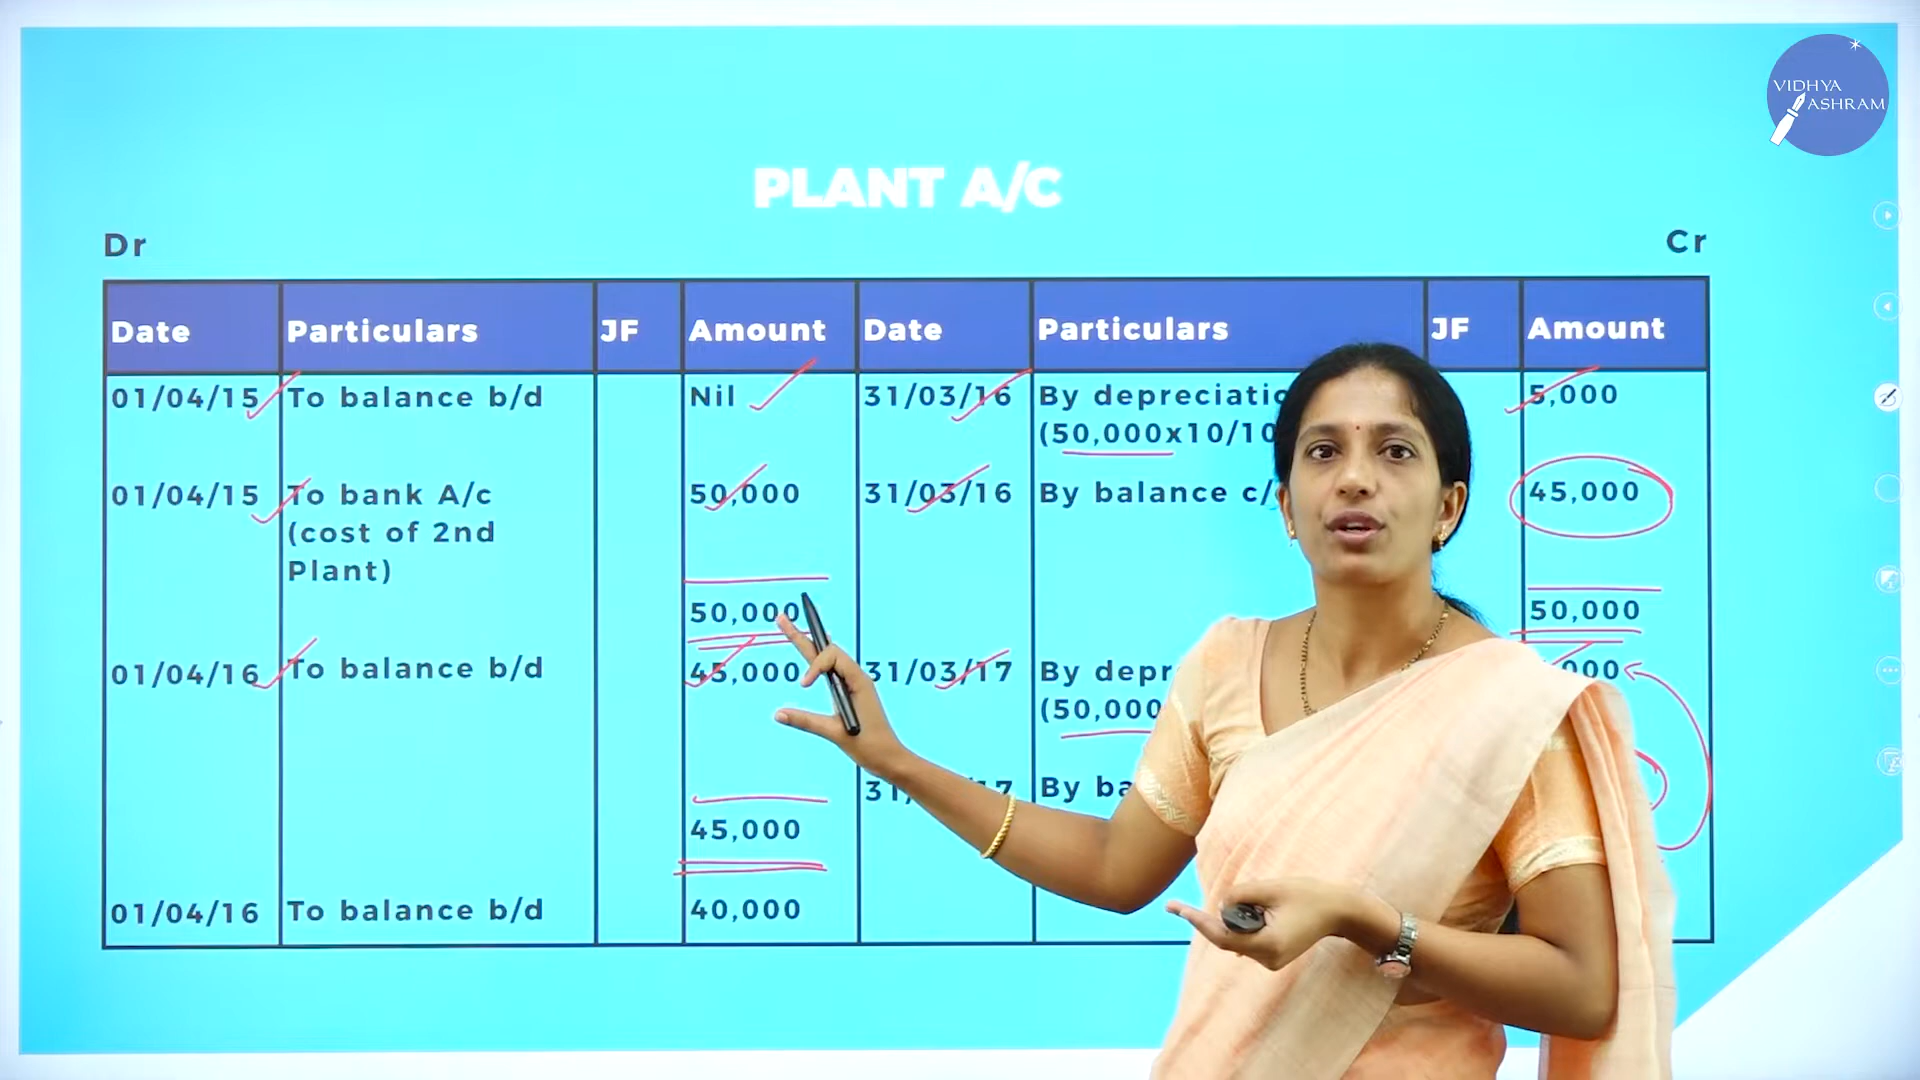 VIDHYA
ASHRAM
PLANT A/C
Dr
Cr
Date Particulars JF Amount Date Particulars JF Amount
01/04/15 To balance b/d Nil 31/03/16 By depreciatio 5,000
(50,000x10/10
01/04/15 To bank A/c 50,000 31/03/16 By balance c/ 45,000
(cost of 2nd
Plant)
50,000 50,000
01/04/16 To balance b/d 45,000 31/03/17 By depr 000
(50,000
By ba
45,000
01/04/16 To balance b/d 40,000